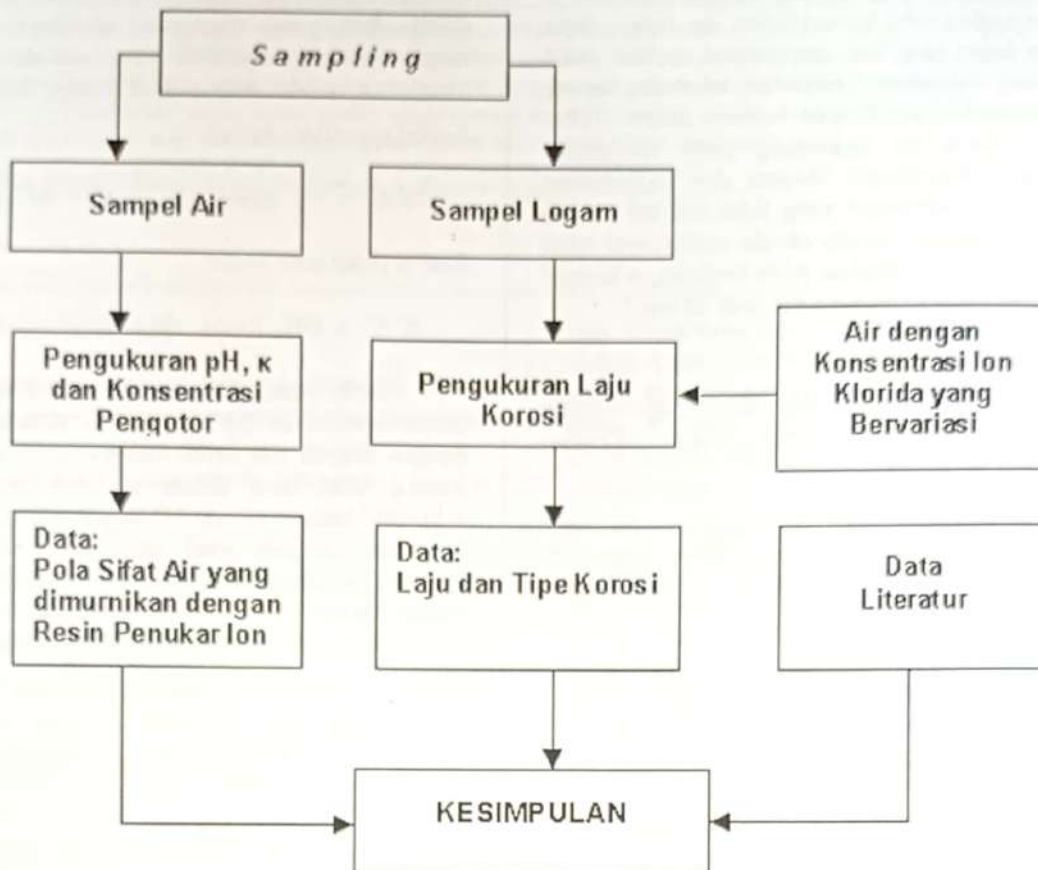 Sampling
Sampel Air
Sampel Logam
Pengukuran pH, κ
dan Konsentrasi
Pengotor
Pengukuran Laju
Korosi
Air dengan
Konsentrasi Ion
Klorida yang
Bervariasi
Data:
Pola Sifat Air yang
dimurnikan dengan
Resin Penukar Ion
Data:
Laju dan Tipe Korosi
Data
Literatur
KESIMPULAN